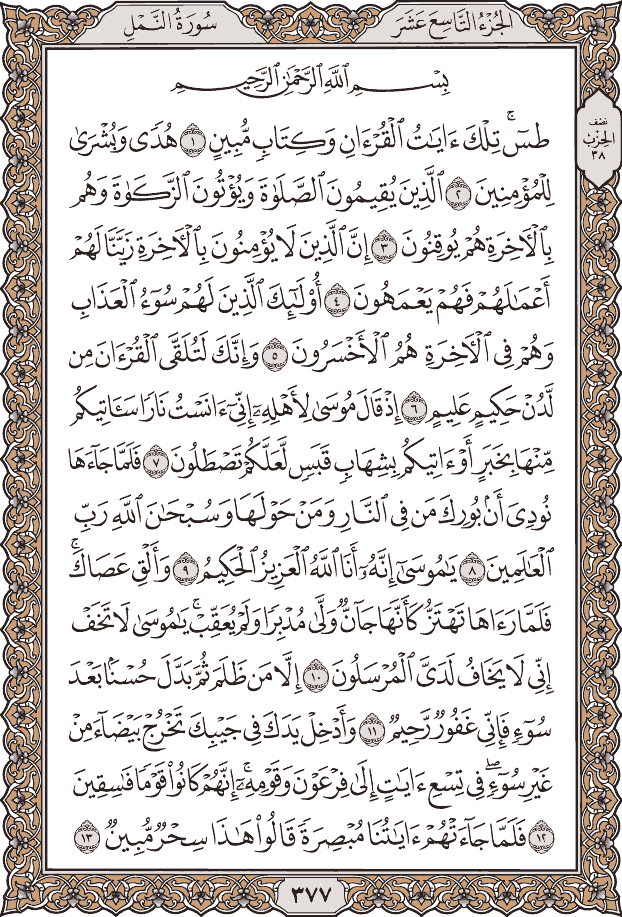 الجُزْءُ التَّاسِعَ عَشَرَ
سُورَةُ النَّمْلِ
نصف
الحزب
٣٨
بِسْمِ ٱللَّهِ ٱلرَّحْمَٰنِ ٱلرَّحِيمِ
طسٓۚ تِلْكَ ءَايَٰتُ ٱلْقُرْءَانِ وَكِتَابٖ مُّبِينٍ ١ هُدٗى وَبُشْرَىٰ
لِلْمُؤْمِنِينَ ٢ ٱلَّذِينَ يُقِيمُونَ ٱلصَّلَوٰةَ وَيُؤْتُونَ ٱلزَّكَوٰةَ وَهُم
بِٱلْأٓخِرَةِ هُمْ يُوقِنُونَ ٣ إِنَّ ٱلَّذِينَ لَا يُؤْمِنُونَ بِٱلْأٓخِرَةِ زَيَّنَّا لَهُمْ
أَعْمَٰلَهُمْ فَهُمْ يَعْمَهُونَ ٤ أُوْلَٰٓئِكَ ٱلَّذِينَ لَهُمْ سُوٓءُ ٱلْعَذَابِ
وَهُمْ فِي ٱلْأٓخِرَةِ هُمُ ٱلْأَخْسَرُونَ ٥ وَإِنَّكَ لَتُلَقَّى ٱلْقُرْءَانَ مِن
لَّدُنْ حَكِيمٍ عَلِيمٍ ٦ إِذْ قَالَ مُوسَىٰ لِأَهْلِهِۦٓ إِنِّيٓ ءَانَسْتُ نَارٗا سَـَٔاتِيكُم
مِّنْهَا بِخَبَرٍ أَوْ ءَاتِيكُم بِشِهَابٖ قَبَسٖ لَّعَلَّكُمْ تَصْطَلُونَ ٧ فَلَمَّا جَآءَهَا
نُودِيَ أَنۢ بُورِكَ مَن فِي ٱلنَّارِ وَمَنْ حَوْلَهَا وَسُبْحَٰنَ ٱللَّهِ رَبِّ
ٱلْعَٰلَمِينَ ٨ يَٰمُوسَىٰٓ إِنَّهُۥٓ أَنَا ٱللَّهُ ٱلْعَزِيزُ ٱلْحَكِيمُ ٩ وَأَلْقِ عَصَاكَۚ
فَلَمَّا رَءَاهَا تَهْتَزُّ كَأَنَّهَا جَآنّٞ وَلَّىٰ مُدْبِرٗا وَلَمْ يُعَقِّبْۚ يَٰمُوسَىٰ لَا تَخَفْ
إِنِّي لَا يَخَافُ لَدَيَّ ٱلْمُرْسَلُونَ ١٠ إِلَّا مَن ظَلَمَ ثُمَّ بَدَّلَ حُسْنَۢا بَعْدَ
سُوٓءٖ فَإِنِّي غَفُورٞ رَّحِيمٞ ١١ وَأَدْخِلْ يَدَكَ فِي جَيْبِكَ تَخْرُجْ بَيْضَآءَ مِنْ
غَيْرِ سُوٓءٖۖ فِي تِسْعِ ءَايَٰتٍ إِلَىٰ فِرْعَوْنَ وَقَوْمِهِۦٓۚ إِنَّهُمْ كَانُواْ قَوْمٗا فَٰسِقِينَ
١٢ فَلَمَّا جَآءَتْهُمْ ءَايَٰتُنَا مُبْصِرَةٗ قَالُواْ هَٰذَا سِحْرٞ مُّبِينٞ ١٣
٣٧٧